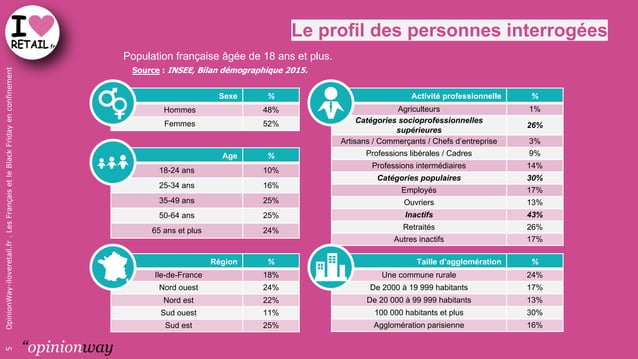 I
RETAIL.fr
Le profil des personnes interrogées
Population française âgée de 18 ans et plus.
Source : INSEE, Bilan démographique 2015.
Sexe %
Hommes 48%
Femmes 52%
Age %
18-24 ans 10%
25-34 ans 16%
35-49 ans 25%
50-64 ans 25%
65 ans et plus 24%
Région %
Ile-de-France 18%
Nord ouest 24%
Nord est 22%
Sud ouest 11%
Sud est 25%
Activité professionnelle %
Agriculteurs 1%
Catégories socioprofessionnelles
supérieures 26%
Artisans / Commerçants / Chefs d'entreprise 3%
Professions libérales / Cadres 9%
Professions intermédiaires 14%
Catégories populaires 30%
Employés 17%
Ouvriers 13%
Inactifs 43%
Retraités 26%
Autres inactifs 17%
Taille d'agglomération %
Une commune rurale 24%
De 2000 à 19 999 habitants 17%
De 20 000 à 99 999 habitants 13%
100 000 habitants et plus 30%
Agglomération parisienne 16%
OpinionWay-iloveretail.fr . Les Français et le Black Friday en confinement
5
“opinionway